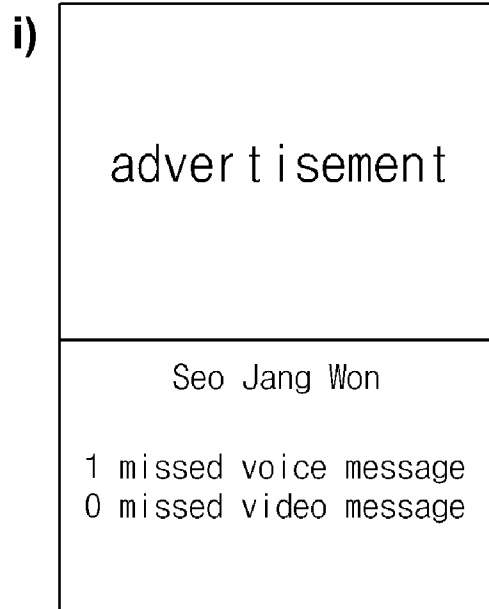 i)
advertisement
Seo Jang Won
1 missed voice message
0 missed video message